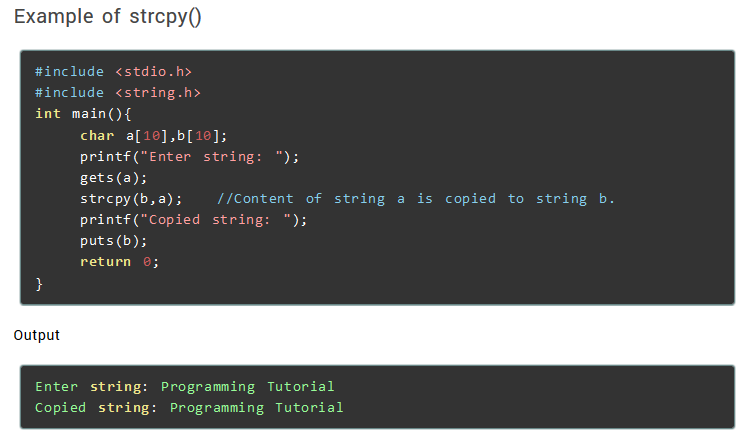 Example of strcpy()
#include <stdio.h>
#include <string.h>
int main(){
char a[10],b[10];
printf("Enter string: ");
gets(a);
strcpy(b,a); //Content of string a is copied to string b.
printf("Copied string: ");
puts(b);
return 0;
}
Output
Enter string: Programming Tutorial
Copied string: Programming Tutorial